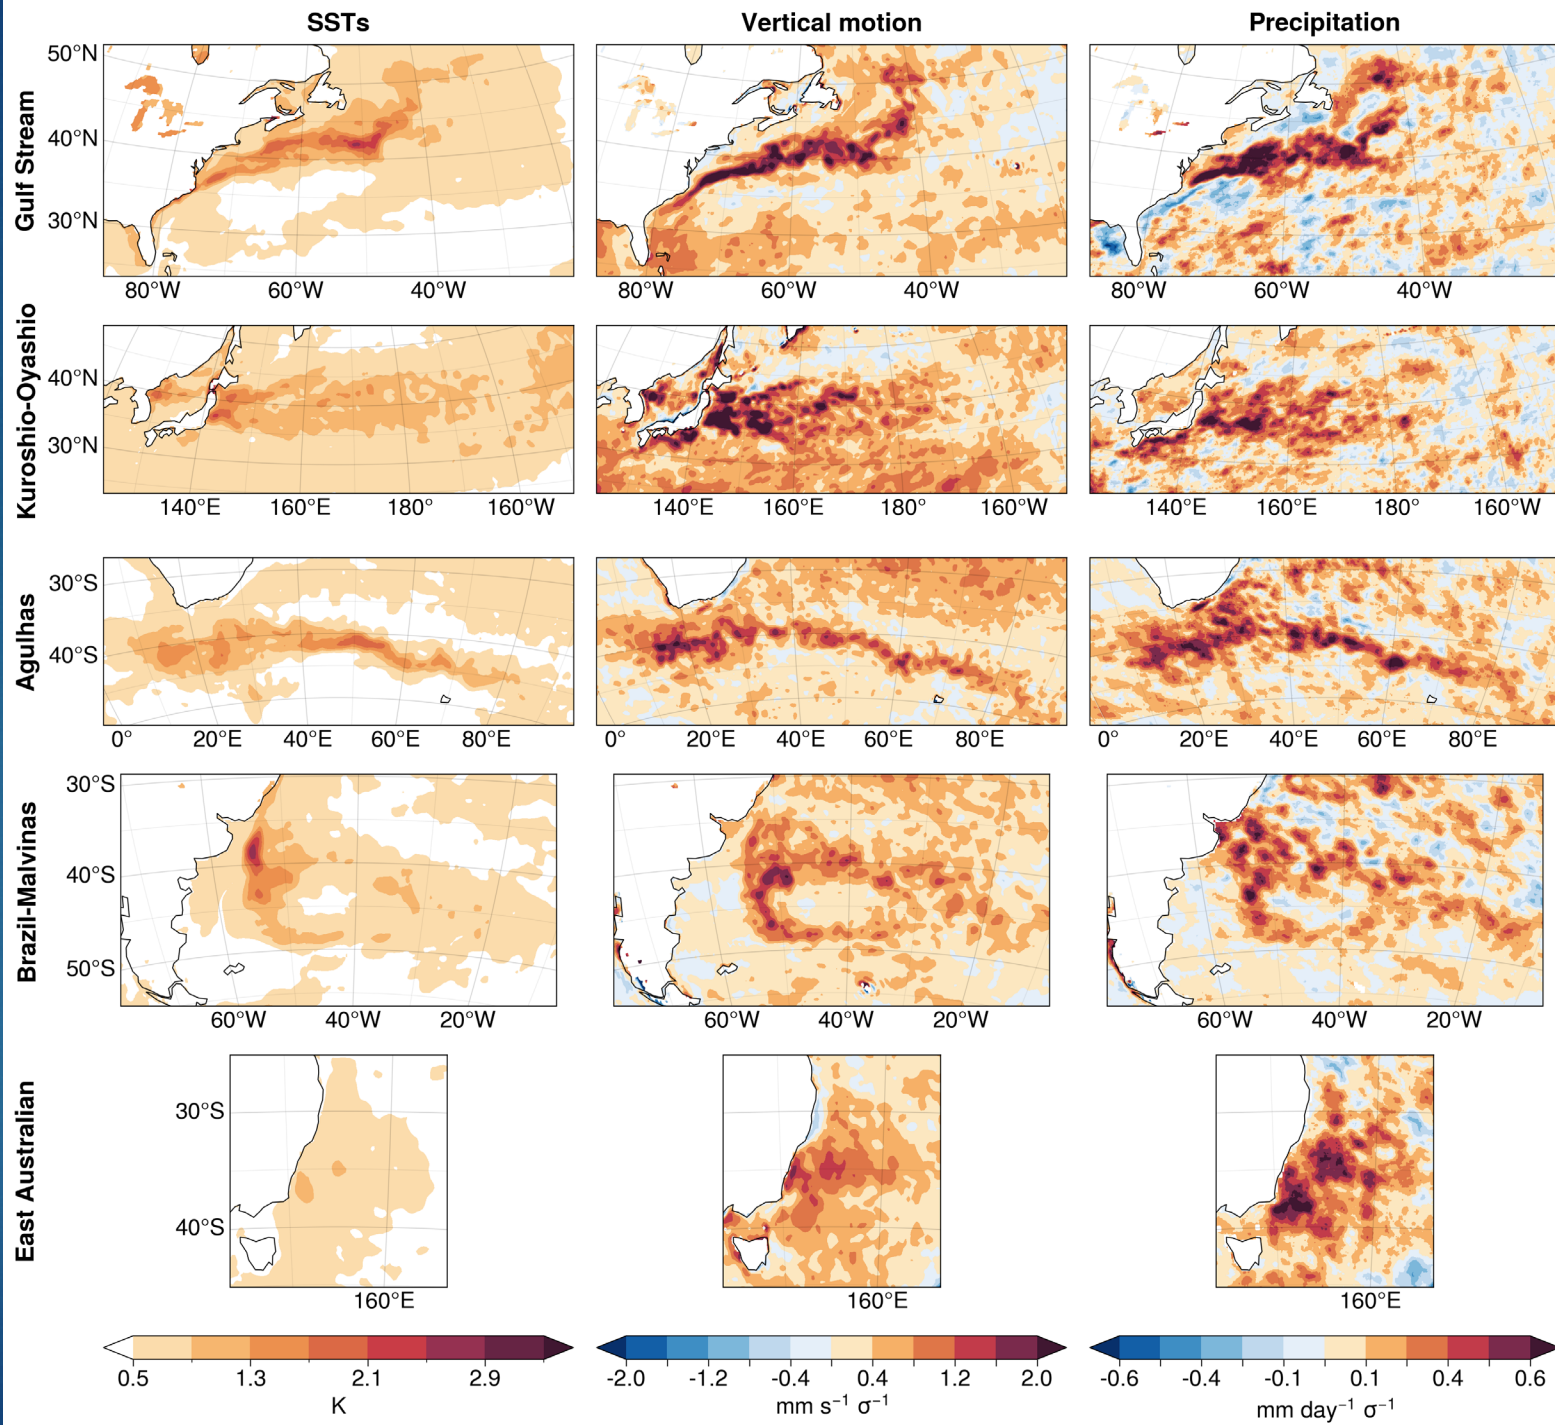 SSTs Vertical motion Precipitation
Gulf Stream
50°N
40°N
30°N
80°W 60°W 40°W 80°W 60°W 40°W 80°W 60°W 40°W
Kuroshio-Oyashio
40°N
30°N
140°E 160°E 180° 160°W 140°E 160°E 180° 160°W 140°E 160°E 180° 160°W
Agulhas
30°S
40°S
0° 20°E 40°E 60°E 80°E 0° 20°E 40°E 60°E 80°E 0° 20°E 40°E 60°E 80°E
Brazil-Malvinas
30°S
40°S
50°S
60°W 40°W 20°W 60°W 40°W 20°W 60°W 40°W 20°W
East Australian
30°S
40°S
160°E 160°E 160°E
0.5 1.3 2.1 2.9 -2.0 -1.2 -0.4 0.4 1.2 2.0 -0.6 -0.4 -0.1 0.1 0.4 0.6
K mm s⁻¹ σ⁻¹ mm day⁻¹ σ⁻¹